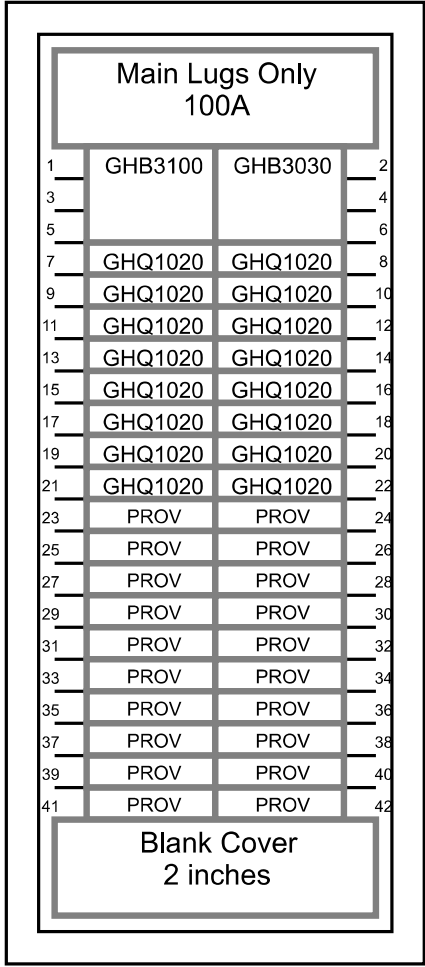 Main Lugs Only
100A
1 GHB3100 GHB3030 2
3 4
5 6
7 GHQ1020 GHQ1020 8
9 GHQ1020 GHQ1020 10
11 GHQ1020 GHQ1020 12
13 GHQ1020 GHQ1020 14
15 GHQ1020 GHQ1020 16
17 GHQ1020 GHQ1020 18
19 GHQ1020 GHQ1020 20
21 GHQ1020 GHQ1020 22
23 PROV PROV 24
25 PROV PROV 26
27 PROV PROV 28
29 PROV PROV 30
31 PROV PROV 32
33 PROV PROV 34
35 PROV PROV 36
37 PROV PROV 38
39 PROV PROV 40
41 PROV PROV 42
Blank Cover
2 inches